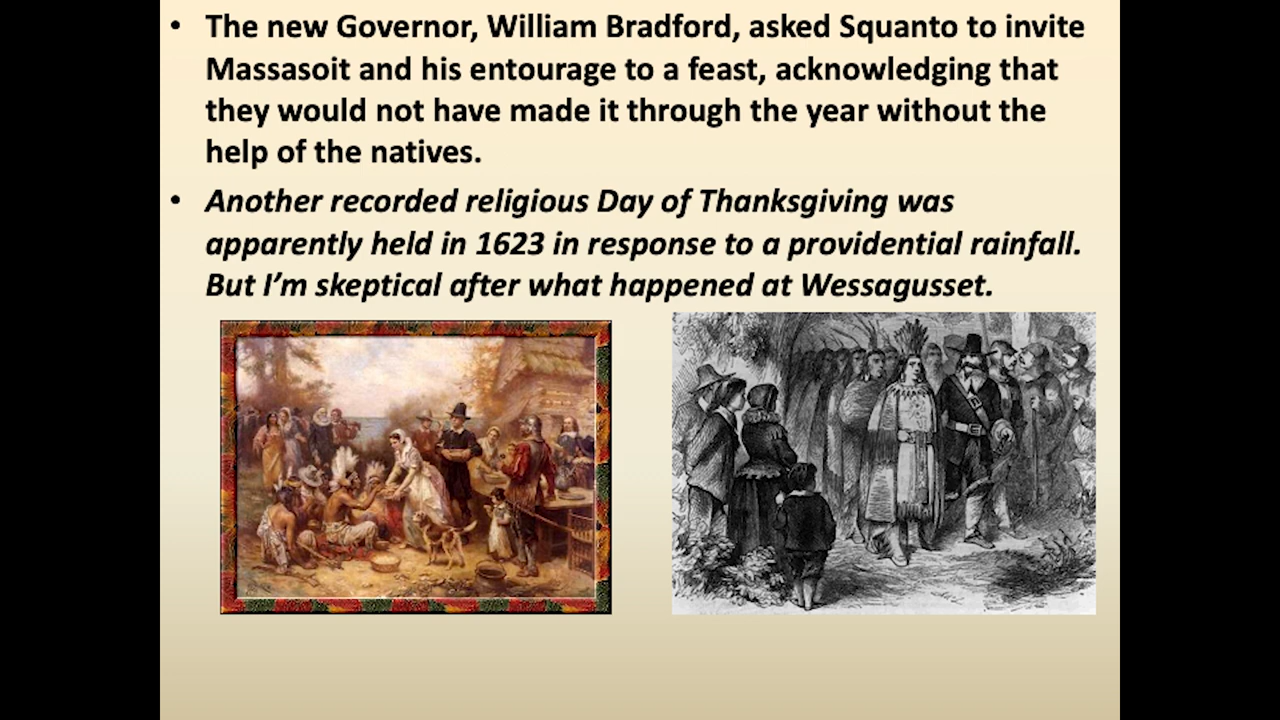 • The new Governor, William Bradford, asked Squanto to invite
Massasoit and his entourage to a feast, acknowledging that
they would not have made it through the year without the
help of the natives.
• Another recorded religious Day of Thanksgiving was
apparently held in 1623 in response to a providential rainfall.
But I’m skeptical after what happened at Wessagusset.